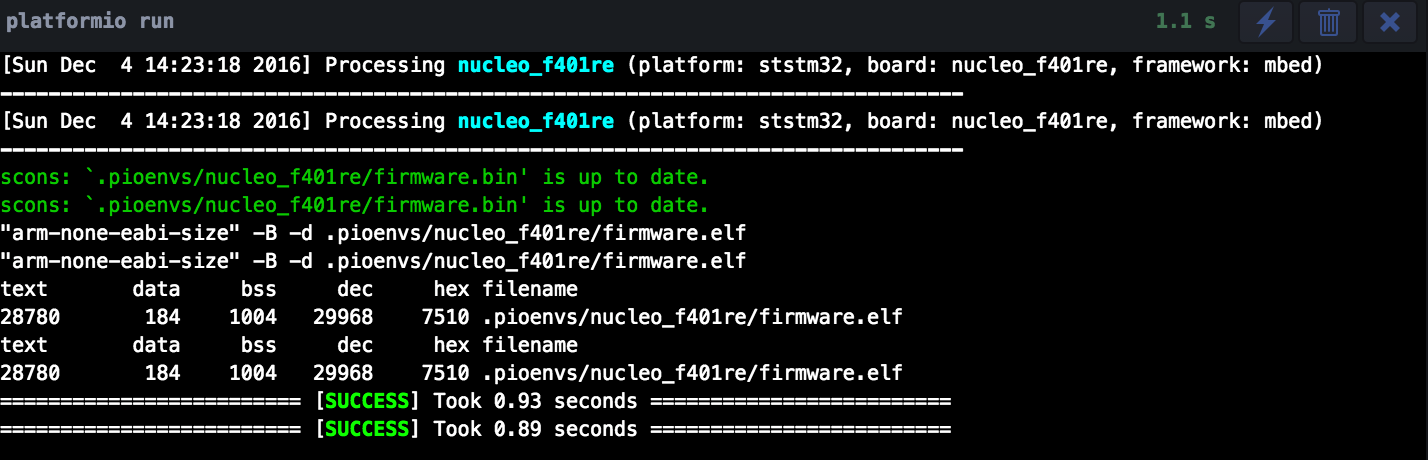 platformio run 1.1 s
[Sun Dec  4 14:23:18 2016] Processing nucleo_f401re (platform: ststm32, board: nucleo_f401re, framework: mbed)
--------------------------------------------------------------------------------
[Sun Dec  4 14:23:18 2016] Processing nucleo_f401re (platform: ststm32, board: nucleo_f401re, framework: mbed)
--------------------------------------------------------------------------------
scons: `.pioenvs/nucleo_f401re/firmware.bin' is up to date.
scons: `.pioenvs/nucleo_f401re/firmware.bin' is up to date.
"arm-none-eabi-size" -B -d .pioenvs/nucleo_f401re/firmware.elf
"arm-none-eabi-size" -B -d .pioenvs/nucleo_f401re/firmware.elf
text       data     bss     dec     hex filename
28780       184    1004   29968    7510 .pioenvs/nucleo_f401re/firmware.elf
text       data     bss     dec     hex filename
28780       184    1004   29968    7510 .pioenvs/nucleo_f401re/firmware.elf
========================= [SUCCESS] Took 0.93 seconds =========================
========================= [SUCCESS] Took 0.89 seconds =========================